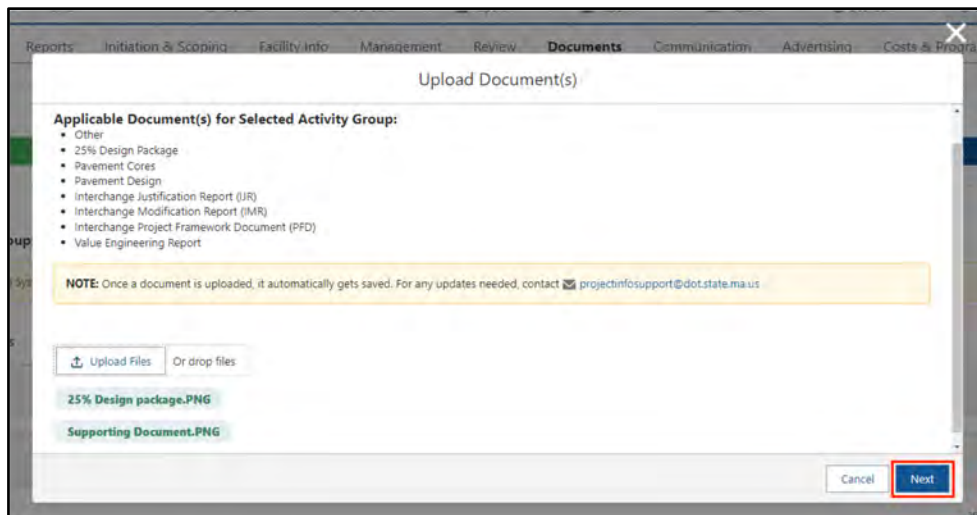 Reports Initiation & Scoping Facility Info Management Review Documents Communication Advertising Costs & Progra
Upload Document(s)
Applicable Document(s) for Selected Activity Group:
• Other
• 25% Design Package
• Pavement Cores
• Pavement Design
• Interchange Justification Report (IJR)
• Interchange Modification Report (IMR)
• Interchange Project Framework Document (PFD)
• Value Engineering Report
NOTE: Once a document is uploaded, it automatically gets saved. For any updates needed, contact projectinfosupport@dot.state.ma.us
Upload Files Or drop files
25% Design package.PNG
Supporting Document.PNG
Cancel Next